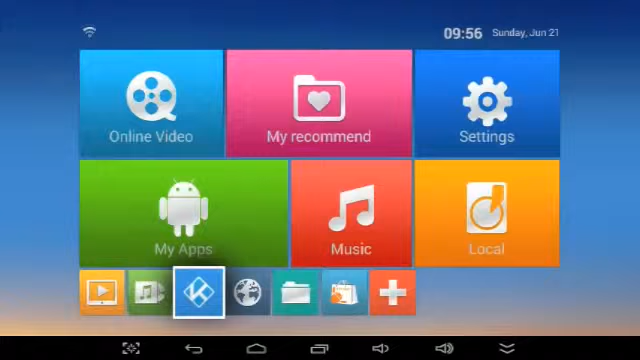 09:56 Sunday, Jun 21
Online Video
My recommend
Settings
My Apps
Music
Local